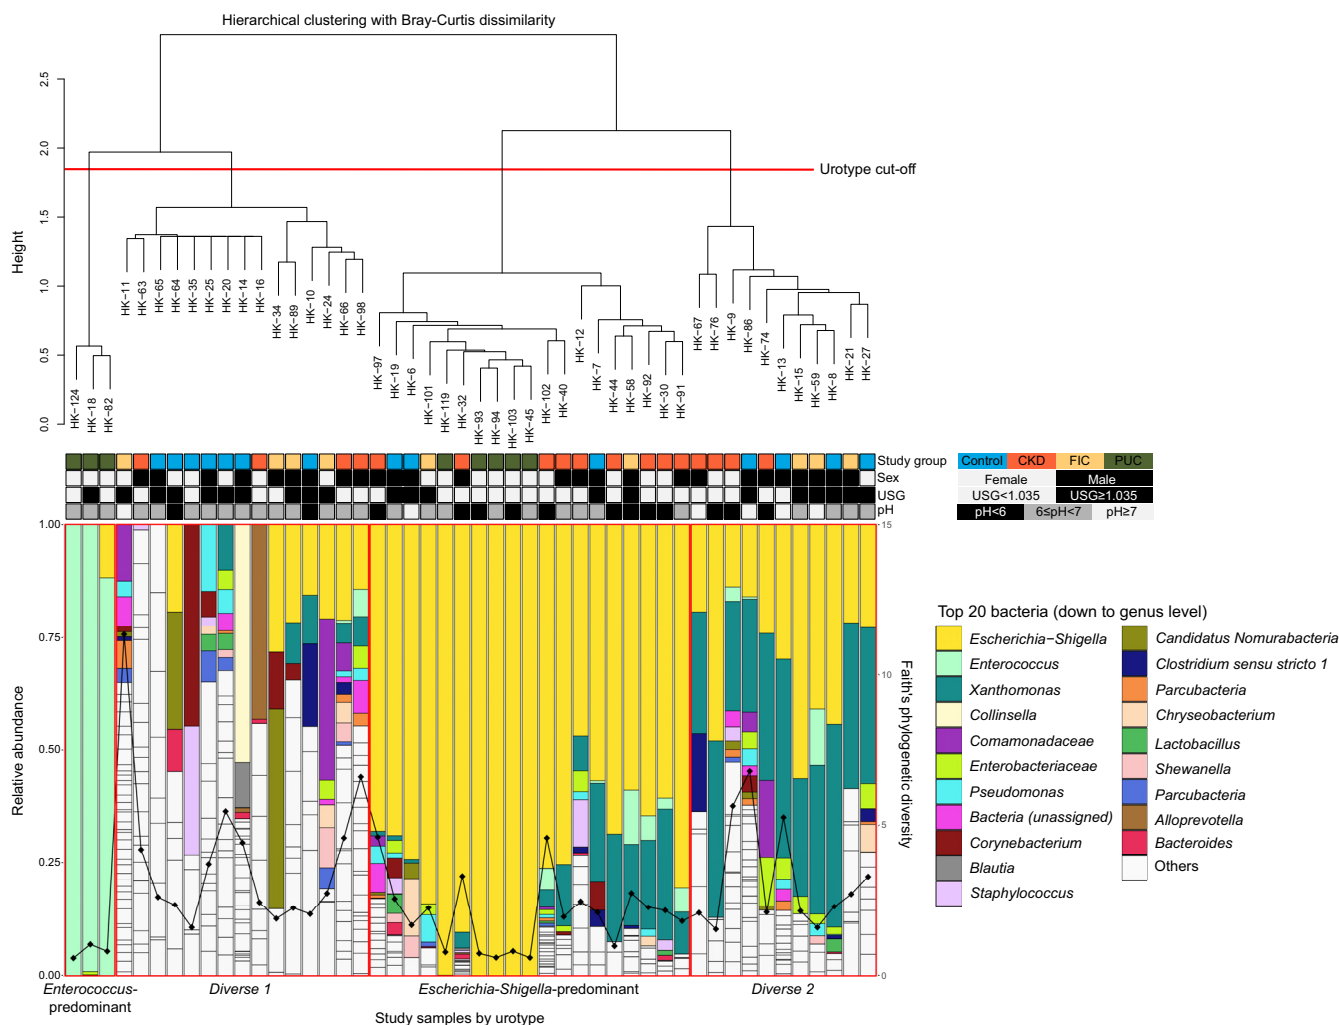 Hierarchical clustering with Bray-Curtis dissimilarity
Height
2.5
2.0
1.5
1.0
0.5
0.0
Urotype cut-off
HK−124
HK−18
HK−82
HK−11
HK−63
HK−65
HK−64
HK−35
HK−25
HK−20
HK−14
HK−16
HK−34
HK−89
HK−10
HK−24
HK−66
HK−98
HK−97
HK−19
HK−6
HK−101
HK−119
HK−32
HK−93
HK−94
HK−103
HK−45
HK−102
HK−40
HK−12
HK−7
HK−44
HK−58
HK−92
HK−30
HK−91
HK−67
HK−76
HK−9
HK−86
HK−74
HK−13
HK−15
HK−59
HK−8
HK−21
HK−27
Study group
Sex
USG
pH
Control CKD FIC PUC
Female Male
USG<1.035 USG≥1.035
pH<6 6≤pH<7 pH≥7
Relative abundance
1.00
0.75
0.50
0.25
0.00
15
10
5
0
Faith's phylogenetic diversity
Enterococcus-
predominant
Diverse 1
Escherichia-Shigella-predominant
Diverse 2
Study samples by urotype
Top 20 bacteria (down to genus level)
Escherichia−Shigella
Enterococcus
Xanthomonas
Collinsella
Comamonadaceae
Enterobacteriaceae
Pseudomonas
Bacteria (unassigned)
Corynebacterium
Blautia
Staphylococcus
Candidatus Nomurabacteria
Clostridium sensu stricto 1
Parcubacteria
Chryseobacterium
Lactobacillus
Shewanella
Parcubacteria
Alloprevotella
Bacteroides
Others